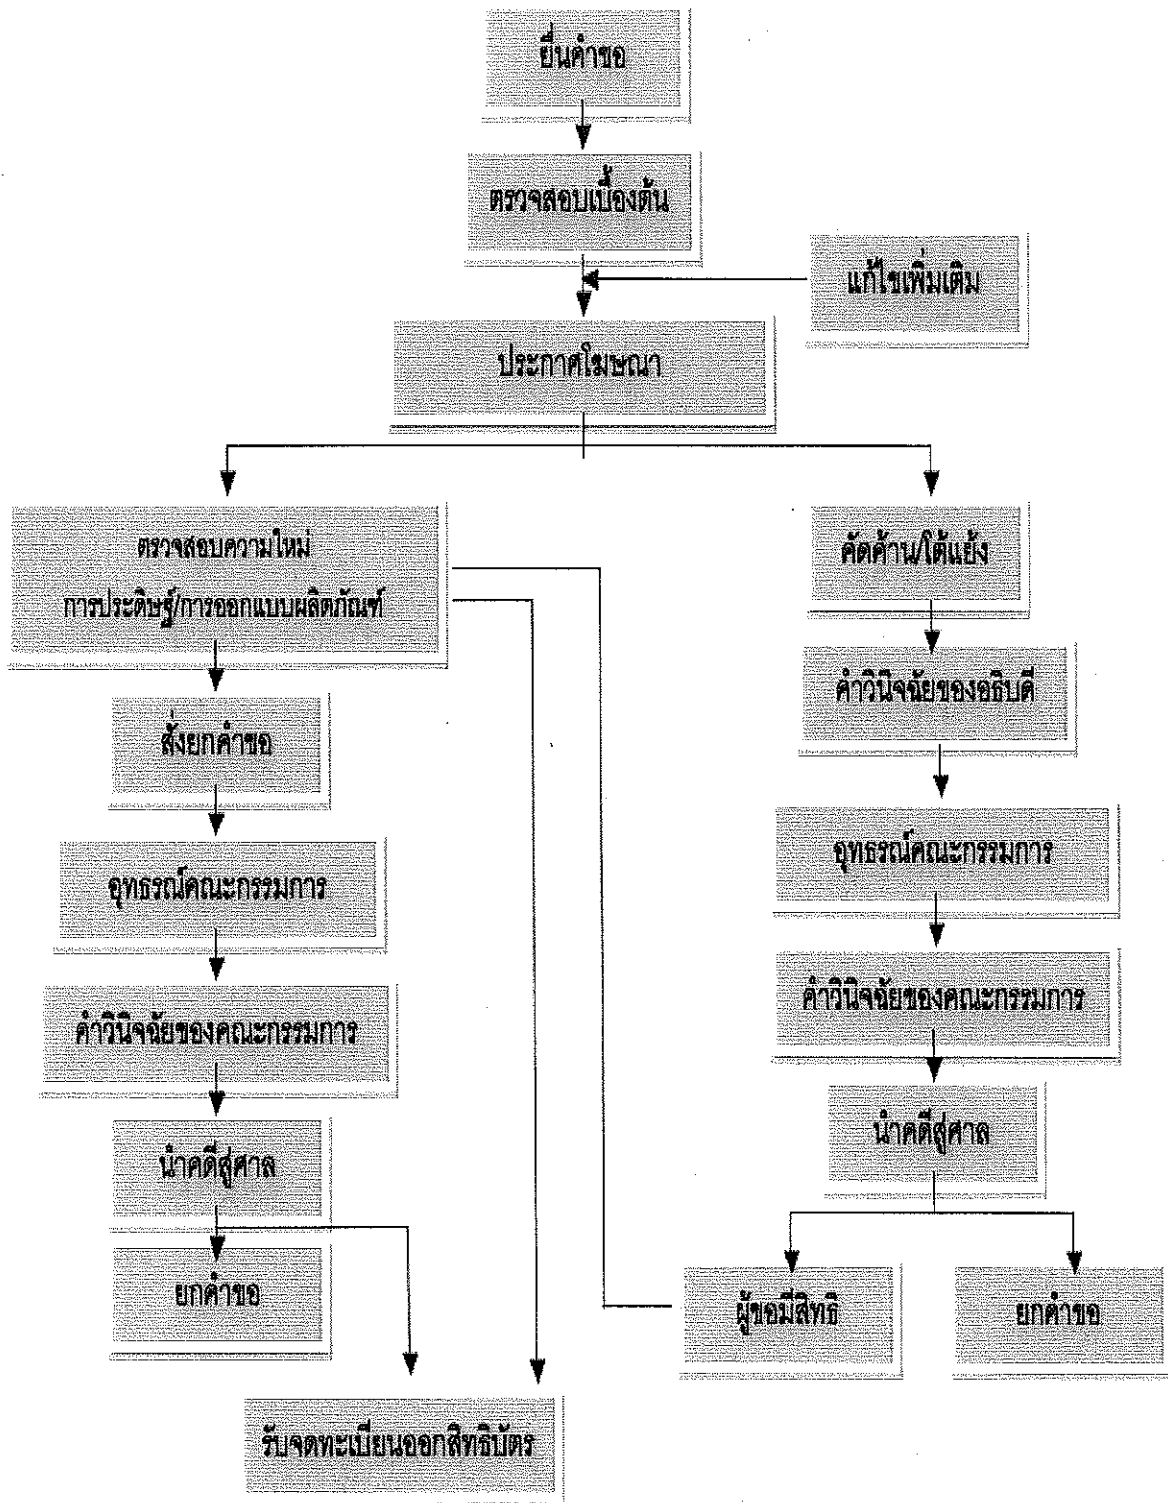 ยื่นคำขอ
ตรวจสอบเบื้องต้น
แก้ไขเพิ่มเติม
ประกาศโฆษณา
ตรวจสอบความใหม่
การประดิษฐ์/การออกแบบผลิตภัณฑ์
สั่งยกคำขอ
อุทธรณ์คณะกรรมการ
คำวินิจฉัยของคณะกรรมการ
นำคดีสู่ศาล
ยกคำขอ
รับจดทะเบียนออกสิทธิบัตร
คัดค้าน/โต้แย้ง
คำวินิจฉัยของอธิบดี
อุทธรณ์คณะกรรมการ
คำวินิจฉัยของคณะกรรมการ
นำคดีสู่ศาล
ผู้ขอมีสิทธิ
ยกคำขอ